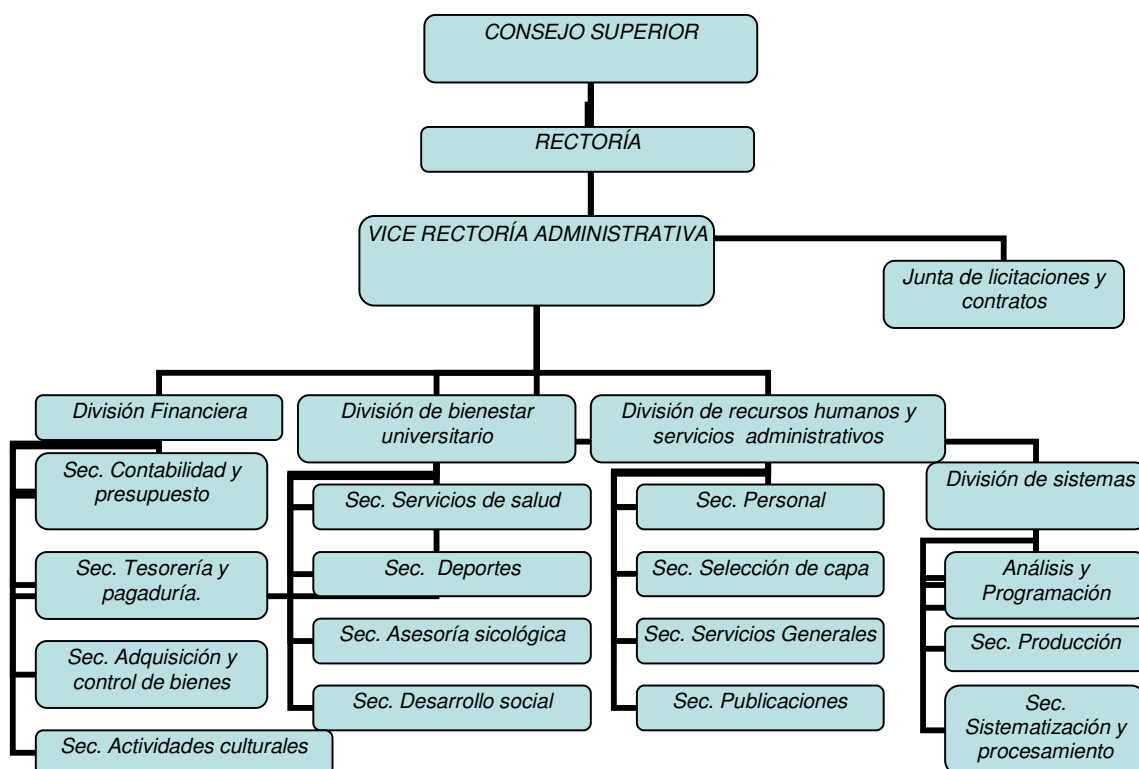 CONSEJO SUPERIOR
RECTORÍA
VICE RECTORÍA ADMINISTRATIVA
Junta de licitaciones y
contratos
División Financiera
División de bienestar
universitario
División de recursos humanos y
servicios administrativos
División de sistemas
Sec. Contabilidad y
presupuesto
Sec. Tesorería y
pagaduría.
Sec. Adquisición y
control de bienes
Sec. Actividades culturales
Sec. Servicios de salud
Sec. Deportes
Sec. Asesoría sicológica
Sec. Desarrollo social
Sec. Personal
Sec. Selección de capa
Sec. Servicios Generales
Sec. Publicaciones
Análisis y
Programación
Sec. Producción
Sec.
Sistematización y
procesamiento